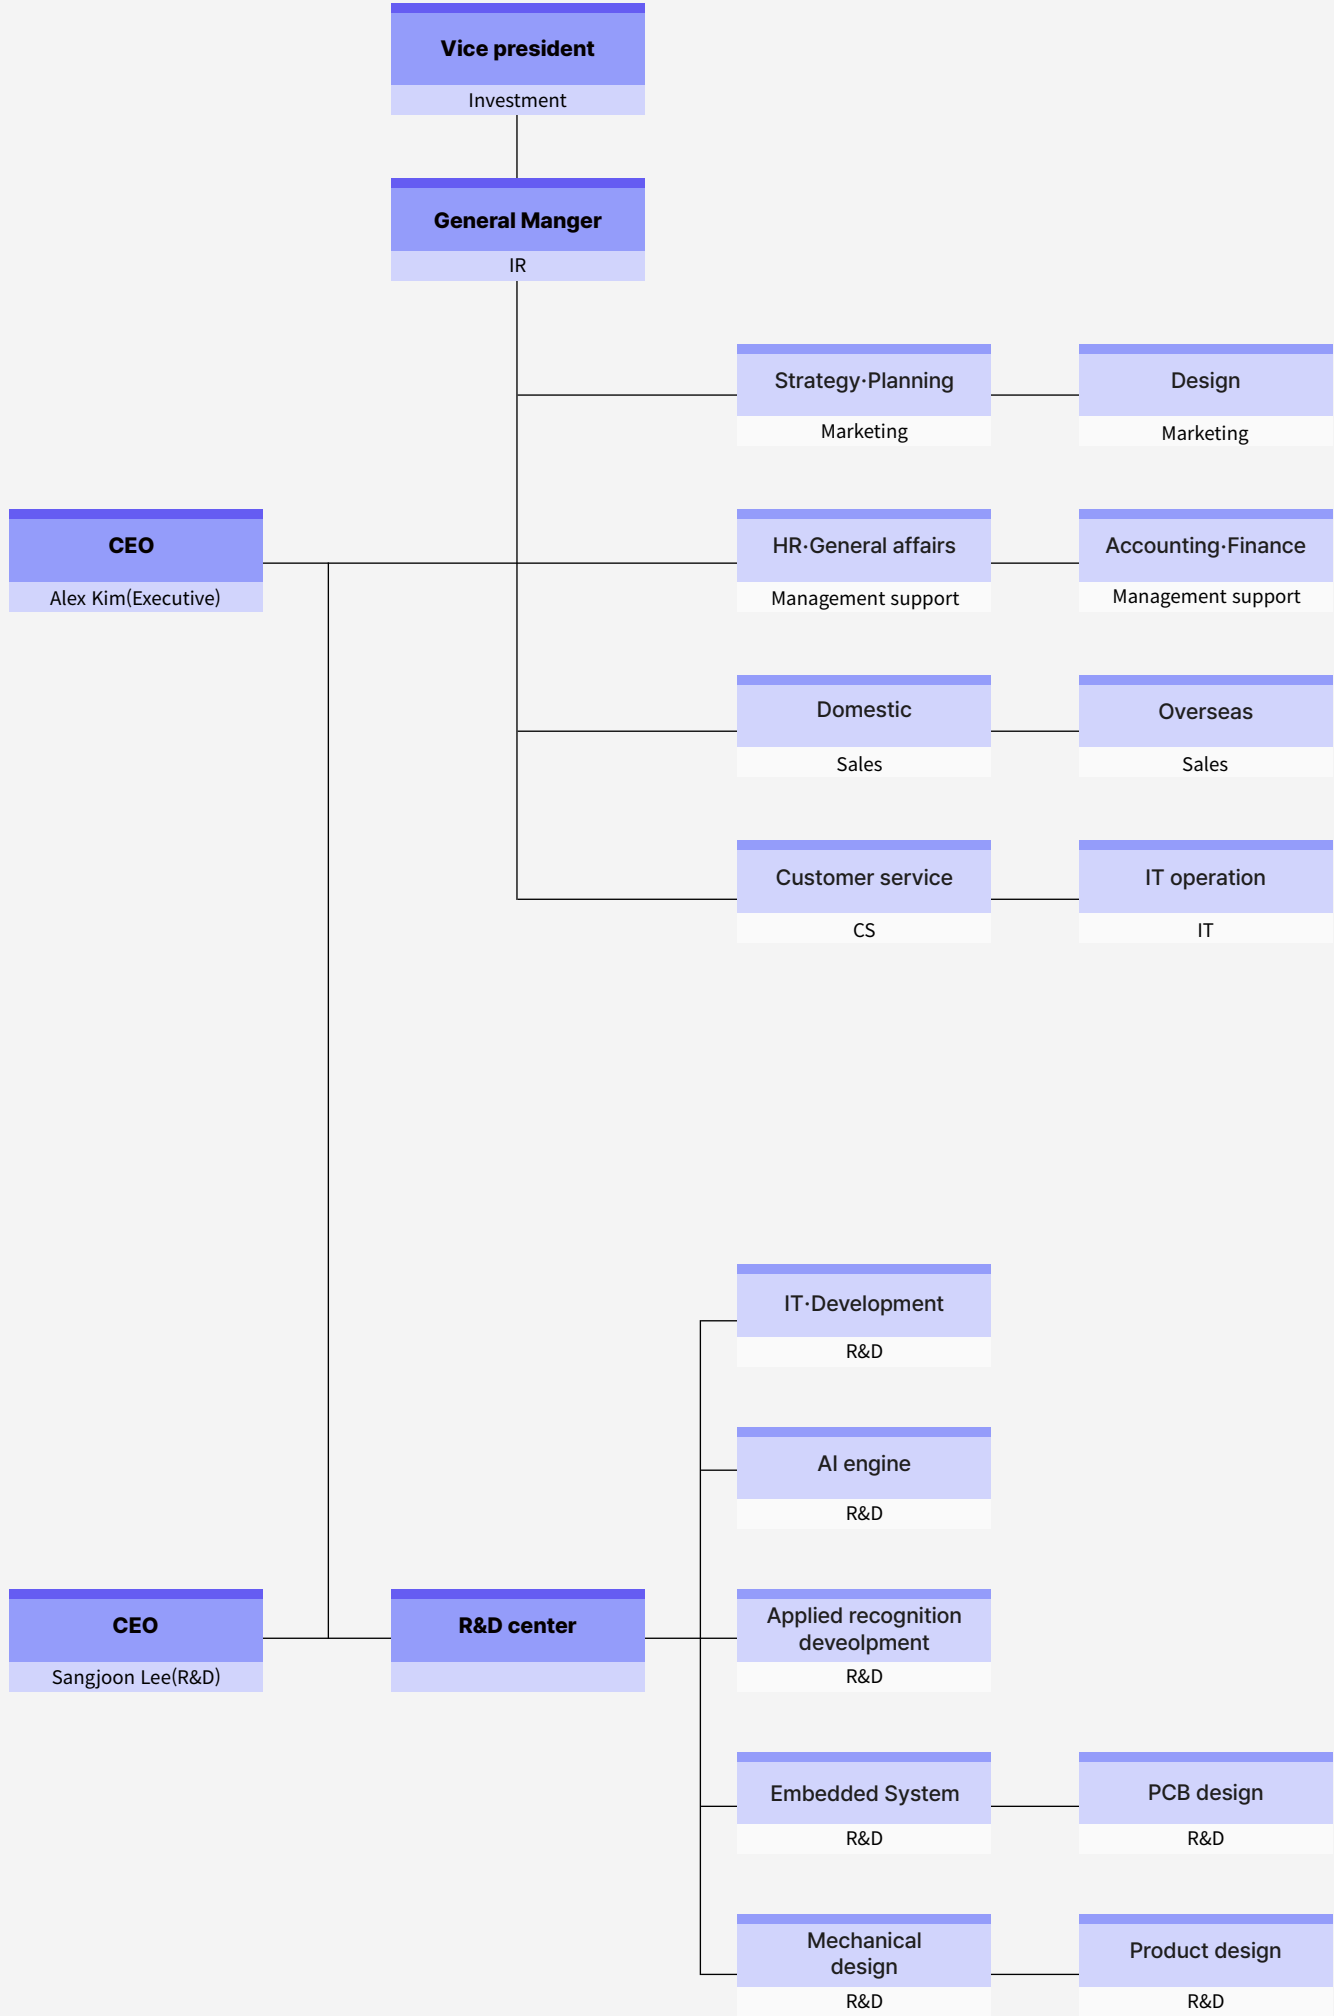 Vice president
Investment
General Manger
IR
Strategy·Planning
Marketing
Design
Marketing
CEO
Alex Kim(Executive)
HR·General affairs
Management support
Accounting·Finance
Management support
Domestic
Sales
Overseas
Sales
Customer service
CS
IT operation
IT
IT·Development
R&D
AI engine
R&D
CEO
Sangjoon Lee(R&D)
R&D center
Applied recognition
deveolpment
R&D
Embedded System
R&D
PCB design
R&D
Mechanical
design
R&D
Product design
R&D